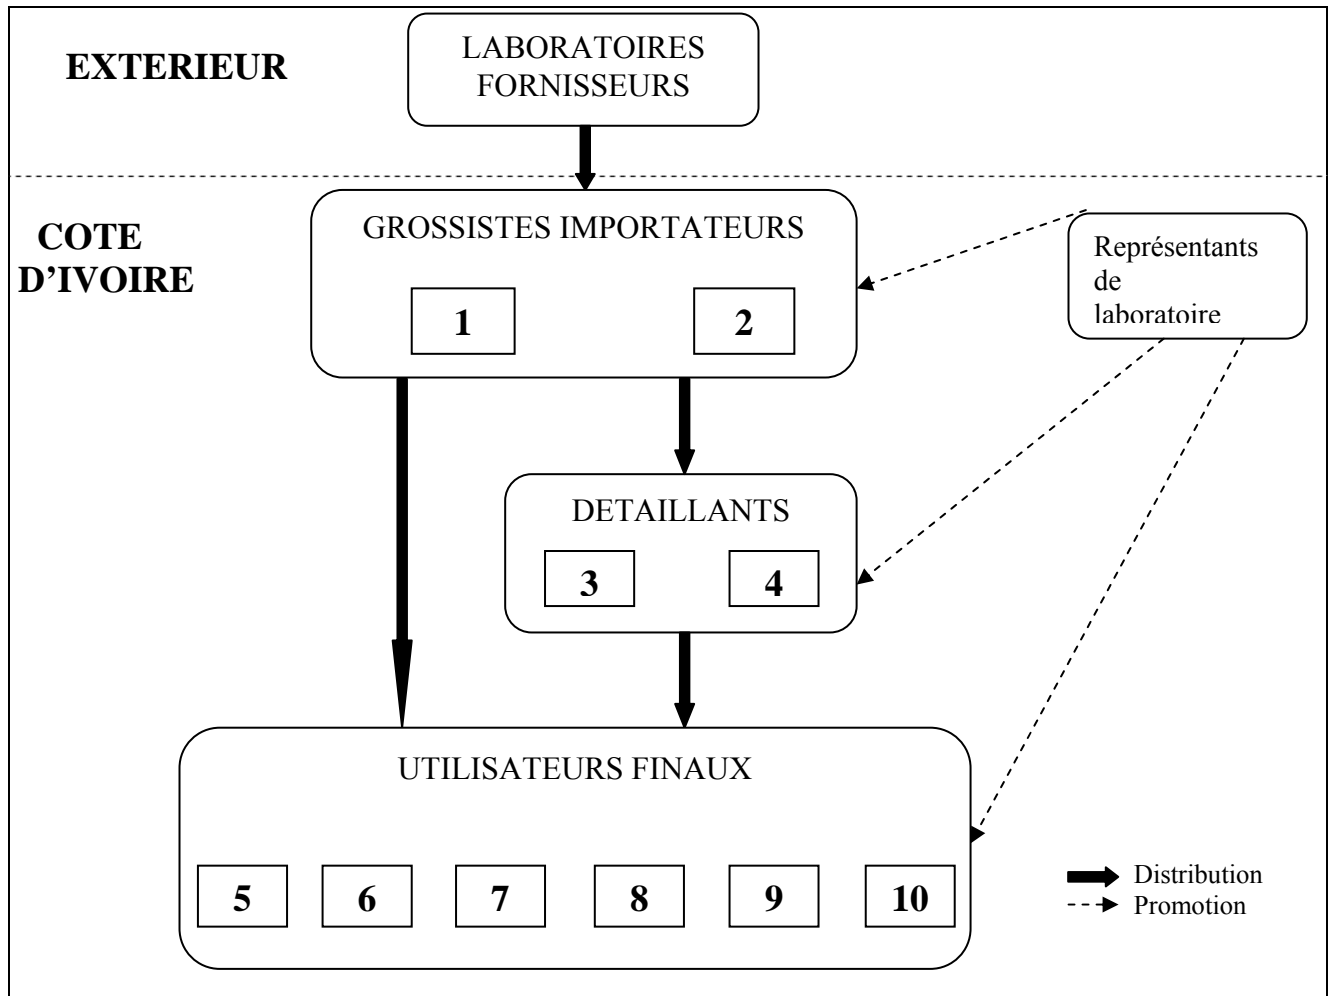 EXTERIEUR
LABORATOIRES
FORNISSEURS
COTE
D’IVOIRE
GROSSISTES IMPORTATEURS
1
2
Représentants
de
laboratoire
DETAILLANTS
3
4
UTILISATEURS FINAUX
5
6
7
8
9
10
Distribution
Promotion